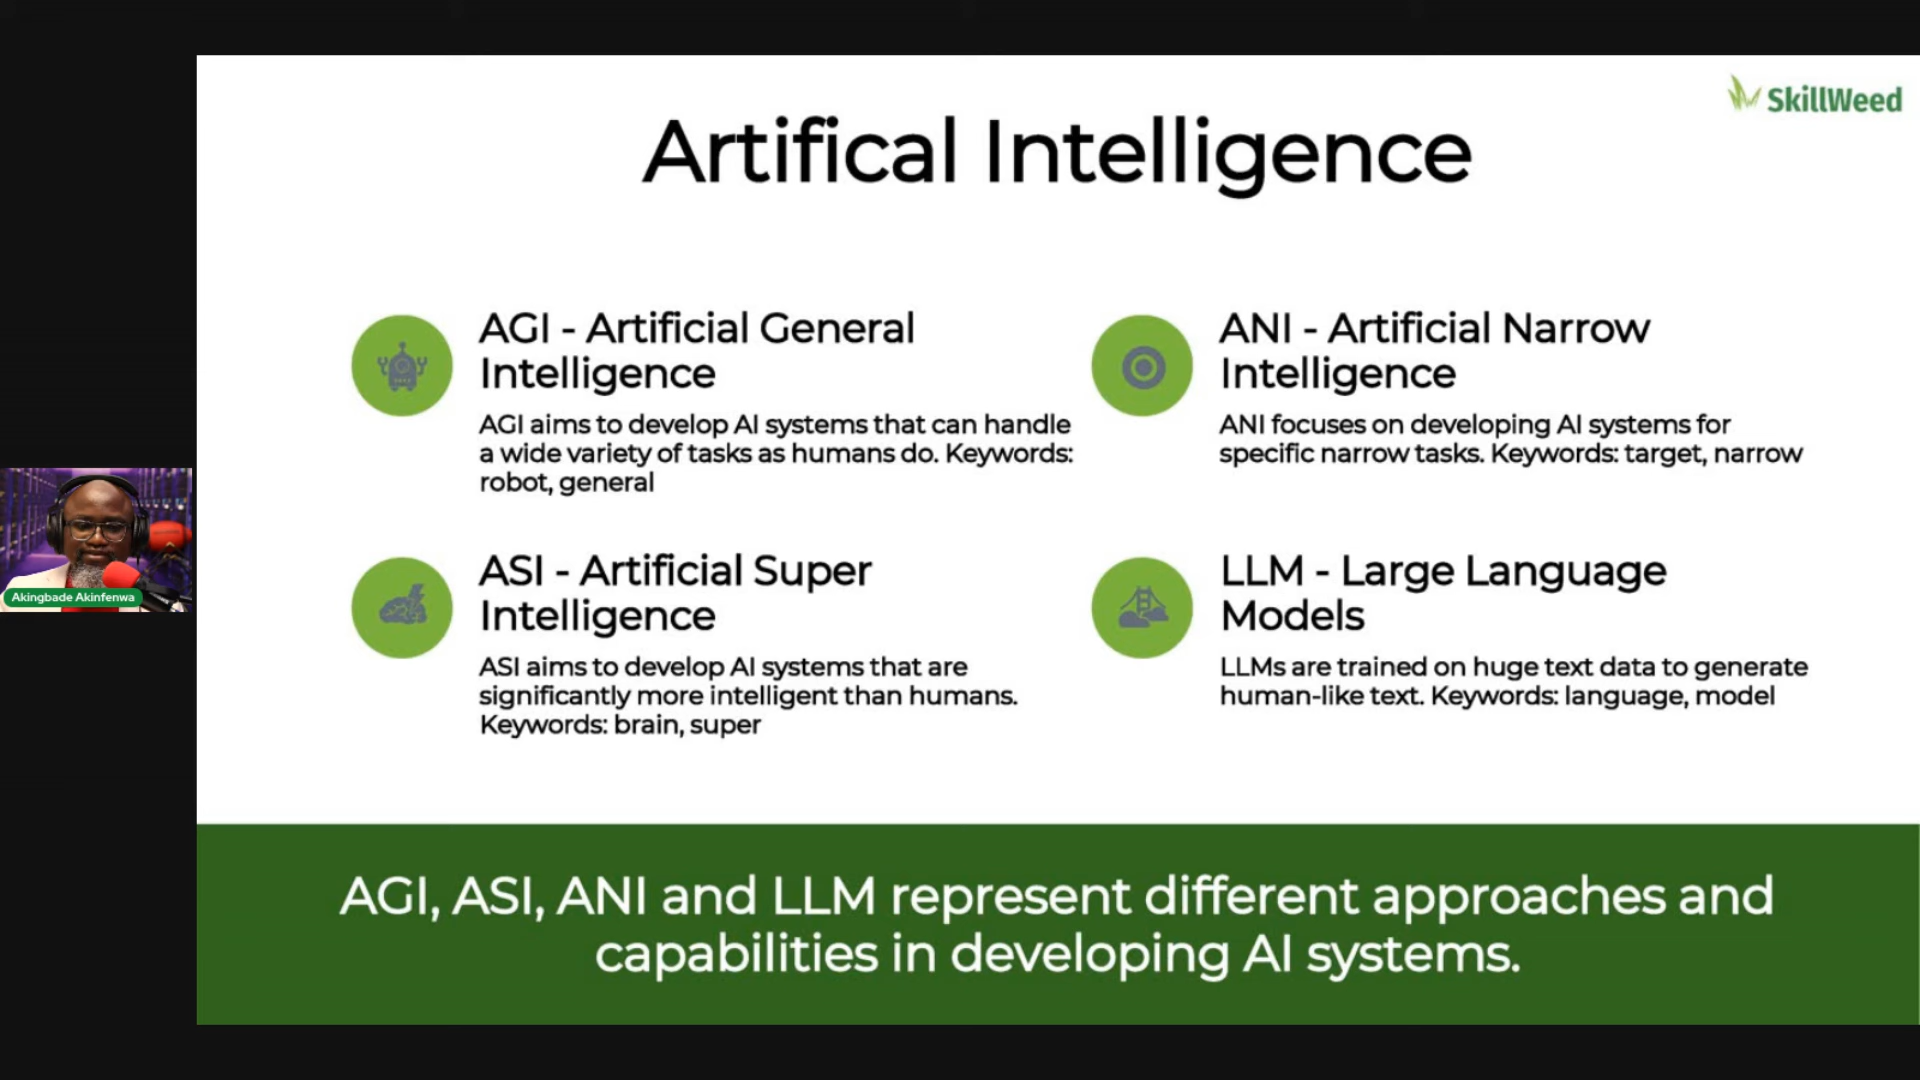 SkillWeed
Artifical Intelligence
AGI - Artificial General
Intelligence
AGI aims to develop AI systems that can handle
a wide variety of tasks as humans do. Keywords:
robot, general
ANI - Artificial Narrow
Intelligence
ANI focuses on developing AI systems for
specific narrow tasks. Keywords: target, narrow
ASI - Artificial Super
Intelligence
ASI aims to develop AI systems that are
significantly more intelligent than humans.
Keywords: brain, super
LLM - Large Language
Models
LLMs are trained on huge text data to generate
human-like text. Keywords: language, model
Akingbade Akinfenwa
AGI, ASI, ANI and LLM represent different approaches and
capabilities in developing AI systems.